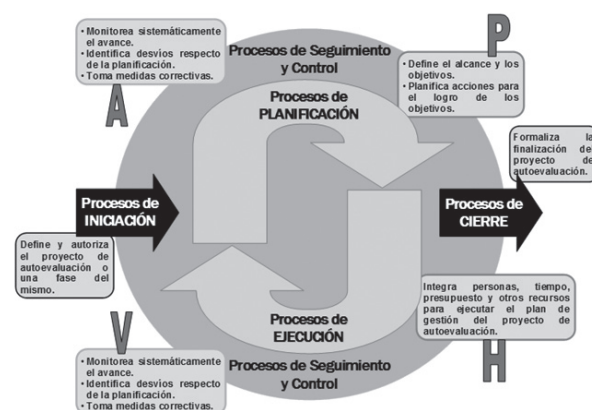 • Monitorea sistemáticamente
el avance.
• Identifica desvíos respecto
de la planificación.
• Toma medidas correctivas.
A
Procesos de Seguimiento
y Control
P
• Define el alcance y los
objetivos.
• Planifica acciones para
el logro de los
objetivos.
Procesos de
PLANIFICACIÓN
Formaliza la
finalización del
proyecto de
autoevaluación.
Procesos de
INICIACIÓN
Procesos de
CIERRE
Define y autoriza
el proyecto de
autoevaluación o
una fase del
mismo.
Integra personas, tiempo,
presupuesto y otros recursos
para ejecutar el plan de
gestión del proyecto de
autoevaluación.
H
Procesos de
EJECUCIÓN
V
• Monitorea sistemáticamente
el avance.
• Identifica desvíos respecto
de la planificación.
• Toma medidas correctivas.
Procesos de Seguimiento
y Control